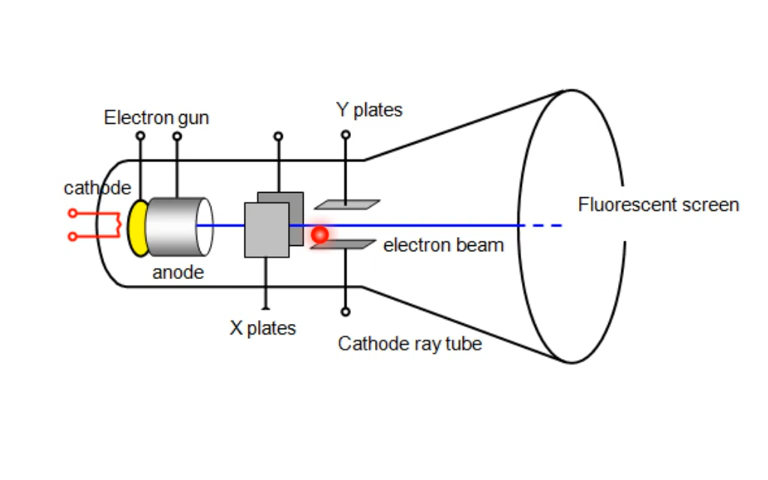 Electron gun
Y plates
cathode
Fluorescent screen
electron beam
anode
X plates
Cathode ray tube